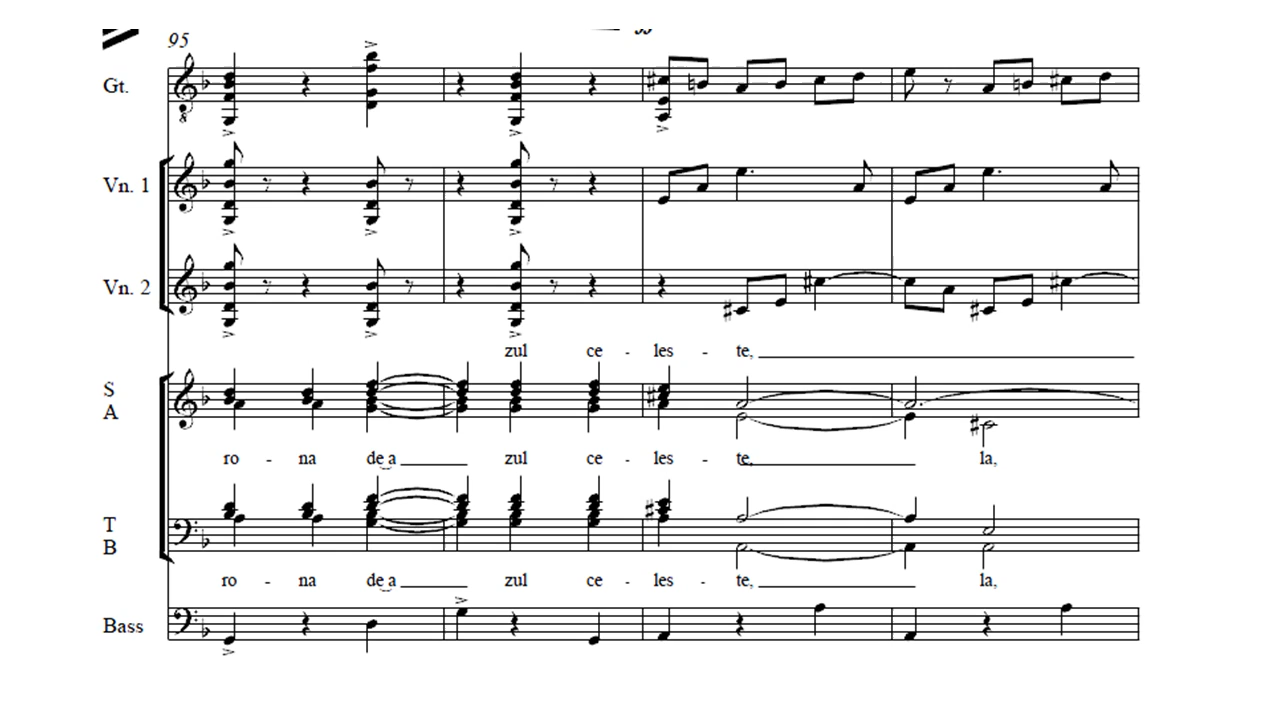 95
Gt.
8
Vn. 1
Vn. 2
zul ce - les - te,
S
A
ro - na de a zul ce - les - te, la,
T
B
ro - na de a zul ce - les - te, la,
Bass